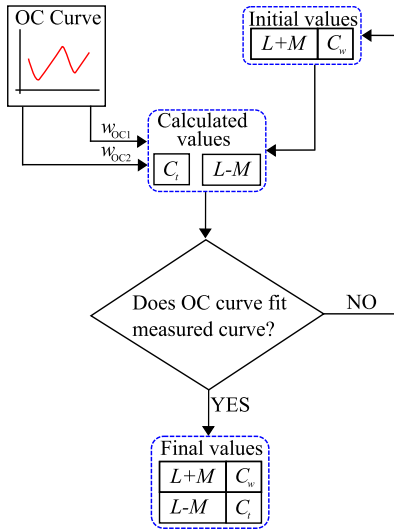 OC Curve
Initial values
L+M C_w
w_OC1
w_OC2
Calculated
values
C_t L-M
Does OC curve fit
measured curve?
NO
YES
Final values
L+M C_w
L-M C_t